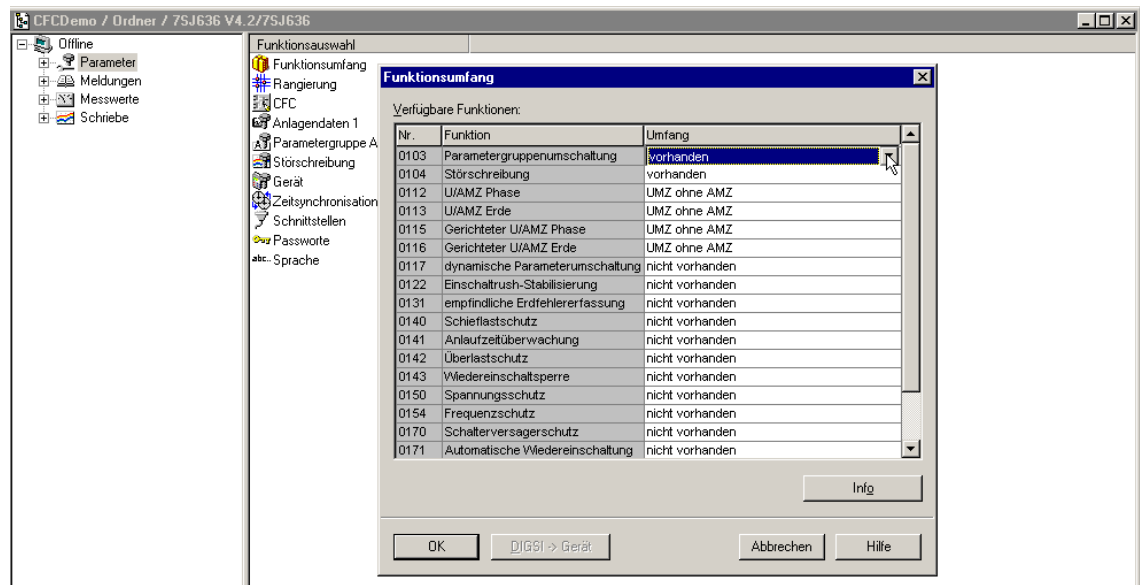 CFCDemo / Ordner / 7SJ636 V4.2/7SJ636
Offline
Parameter
Meldungen
Messwerte
Schriebe
Funktionsauswahl
Funktionsumfang
Rangierung
CFC
Anlagendaten 1
Parametergruppe A
Störschreibung
Gerät
Zeitsynchronisation
Schnittstellen
Passworte
abc.. Sprache
Funktionsumfang
Verfügbare Funktionen:
Nr. Funktion Umfang
0103 Parametergruppenumschaltung vorhanden
0104 Störschreibung vorhanden
0112 U/AMZ Phase UMZ ohne AMZ
0113 U/AMZ Erde UMZ ohne AMZ
0115 Gerichteter U/AMZ Phase UMZ ohne AMZ
0116 Gerichteter U/AMZ Erde UMZ ohne AMZ
0117 dynamische Parameterumschaltung nicht vorhanden
0122 Einschaltrush-Stabilisierung nicht vorhanden
0131 empfindliche Erdfehlererfassung nicht vorhanden
0140 Schieflastschutz nicht vorhanden
0141 Anlaufzeitüberwachung nicht vorhanden
0142 Überlastschutz nicht vorhanden
0143 Wiedereinschaltsperre nicht vorhanden
0150 Spannungsschutz nicht vorhanden
0154 Frequenzschutz nicht vorhanden
0170 Schalterversagerschutz nicht vorhanden
0171 Automatische Wiedereinschaltung nicht vorhanden
Info
OK DIGSI -> Gerät Abbrechen Hilfe